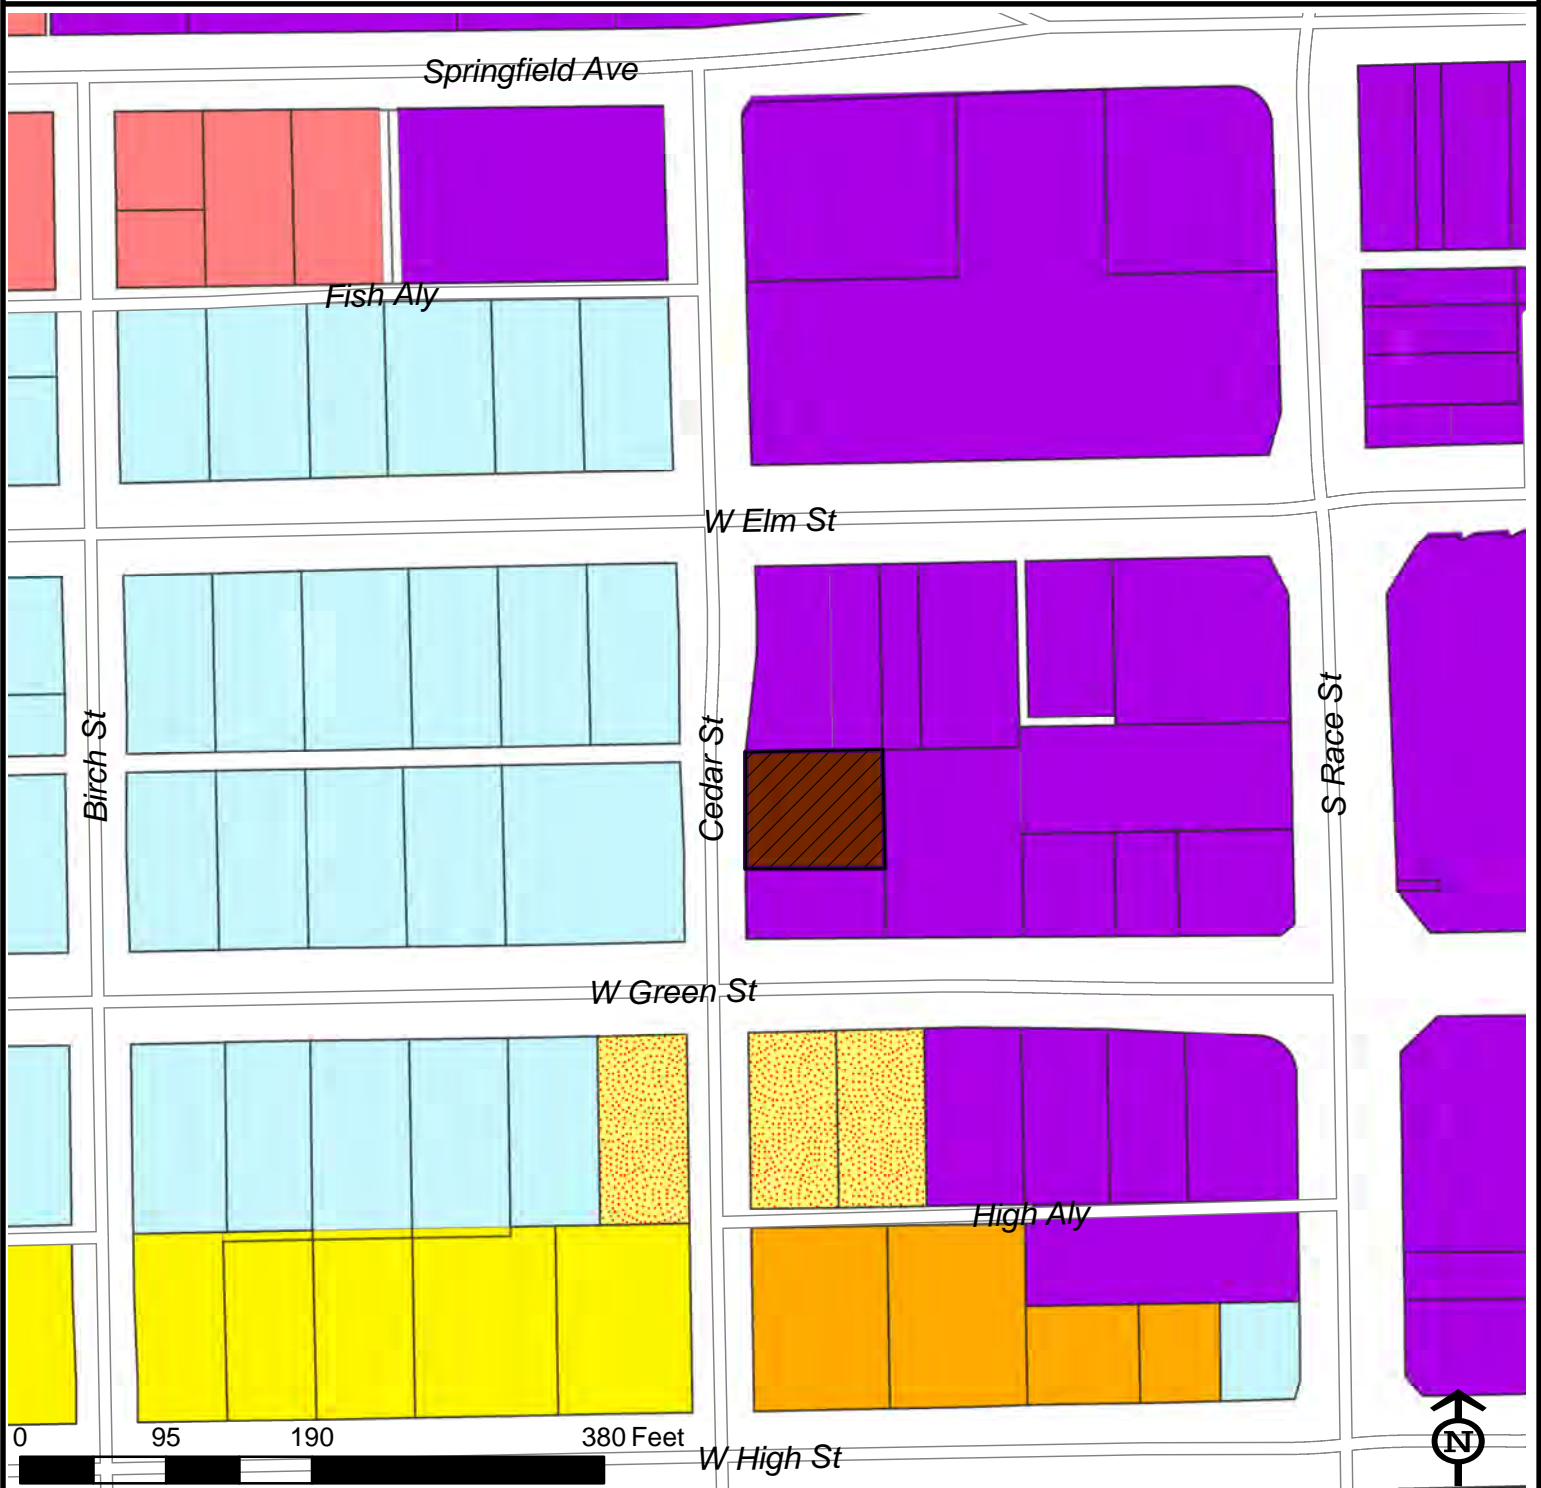 Springfield Ave
Fish Aly
W Elm St
Birch St
Cedar St
S Race St
W Green St
High Aly
0 95 190 380 Feet
W High St
N